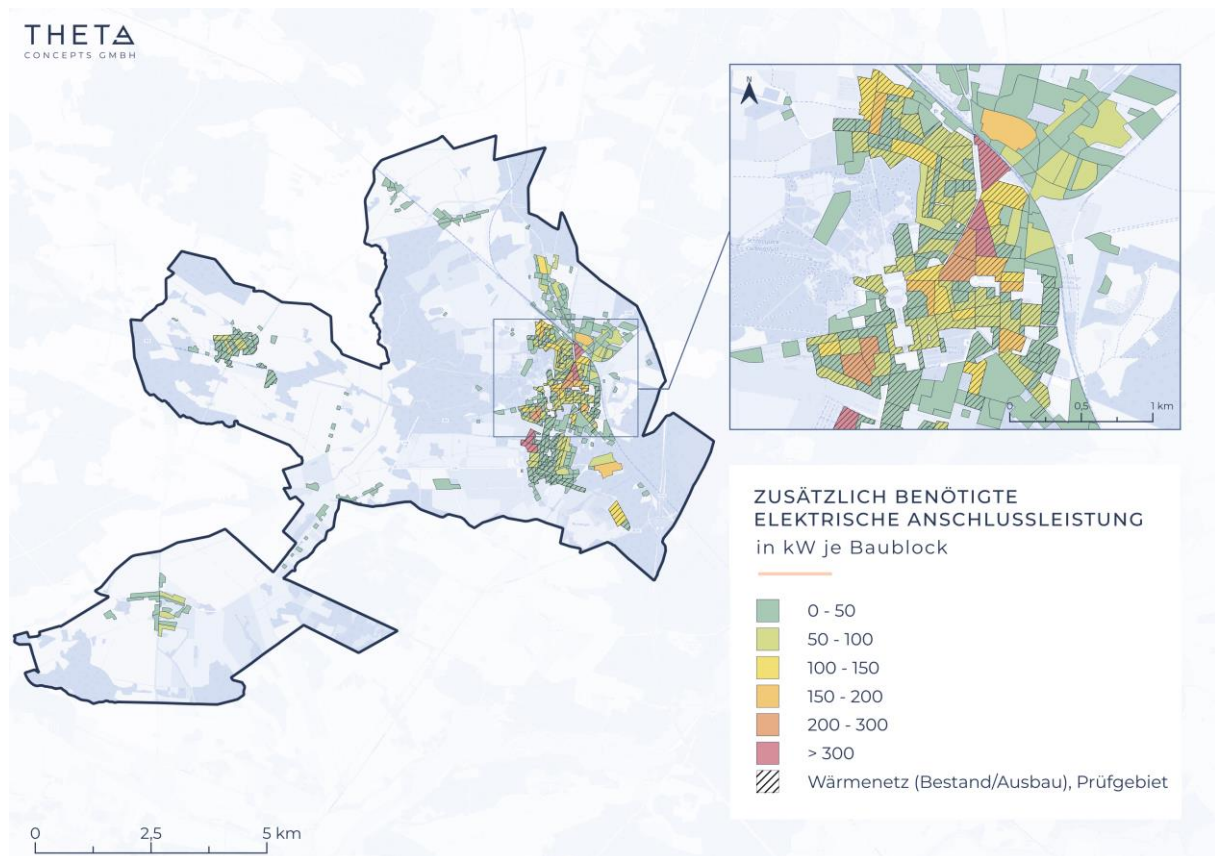 THETA
CONCEPTS GMBH
N
0
0,5
1 km
ZUSÄTZLICH BENÖTIGTE
ELEKTRISCHE ANSCHLUSSLEISTUNG
in kW je Baublock
0 - 50
50 - 100
100 - 150
150 - 200
200 - 300
> 300
Wärmenetz (Bestand/Ausbau), Prüfgebiet
0
2,5
5 km